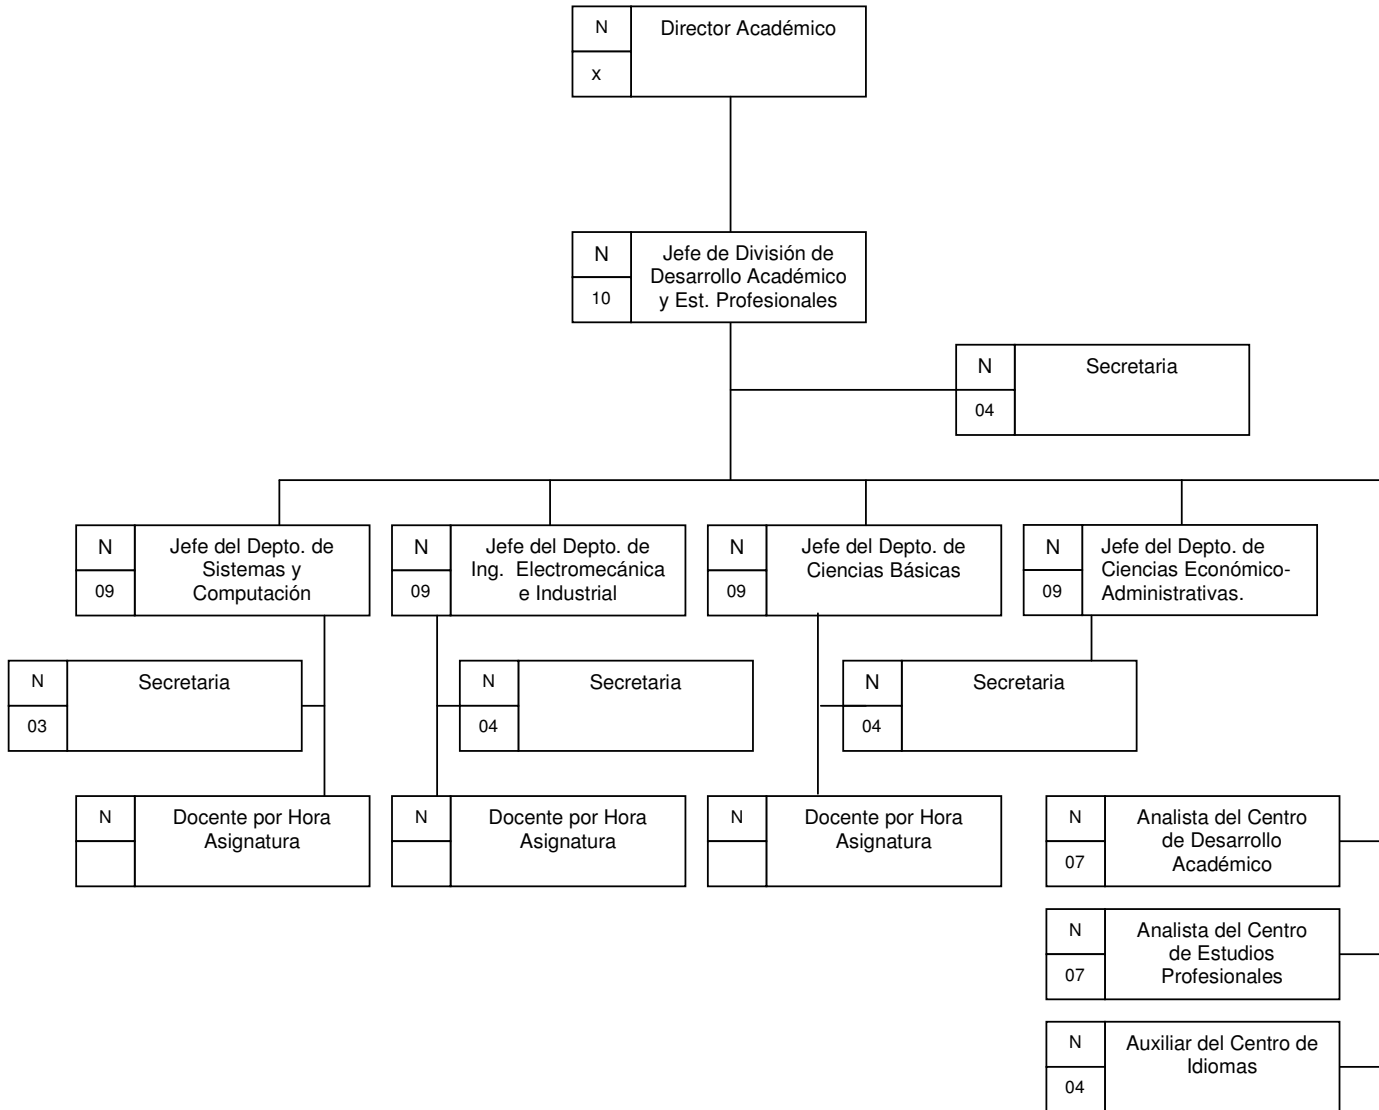 N
Director Académico
x
N
Jefe de División de
Desarrollo Académico
y Est. Profesionales
10
N
Secretaria
04
N
Jefe del Depto. de
Sistemas y
Computación
09
N
Jefe del Depto. de
Ing. Electromecánica
e Industrial
09
N
Jefe del Depto. de
Ciencias Básicas
09
N
Jefe del Depto. de
Ciencias Económico-
Administrativas.
09
N
Secretaria
03
N
Secretaria
04
N
Secretaria
04
N
Docente por Hora
Asignatura
N
Docente por Hora
Asignatura
N
Docente por Hora
Asignatura
N
Analista del Centro
de Desarrollo
Académico
07
N
Analista del Centro
de Estudios
Profesionales
07
N
Auxiliar del Centro de
Idiomas
04